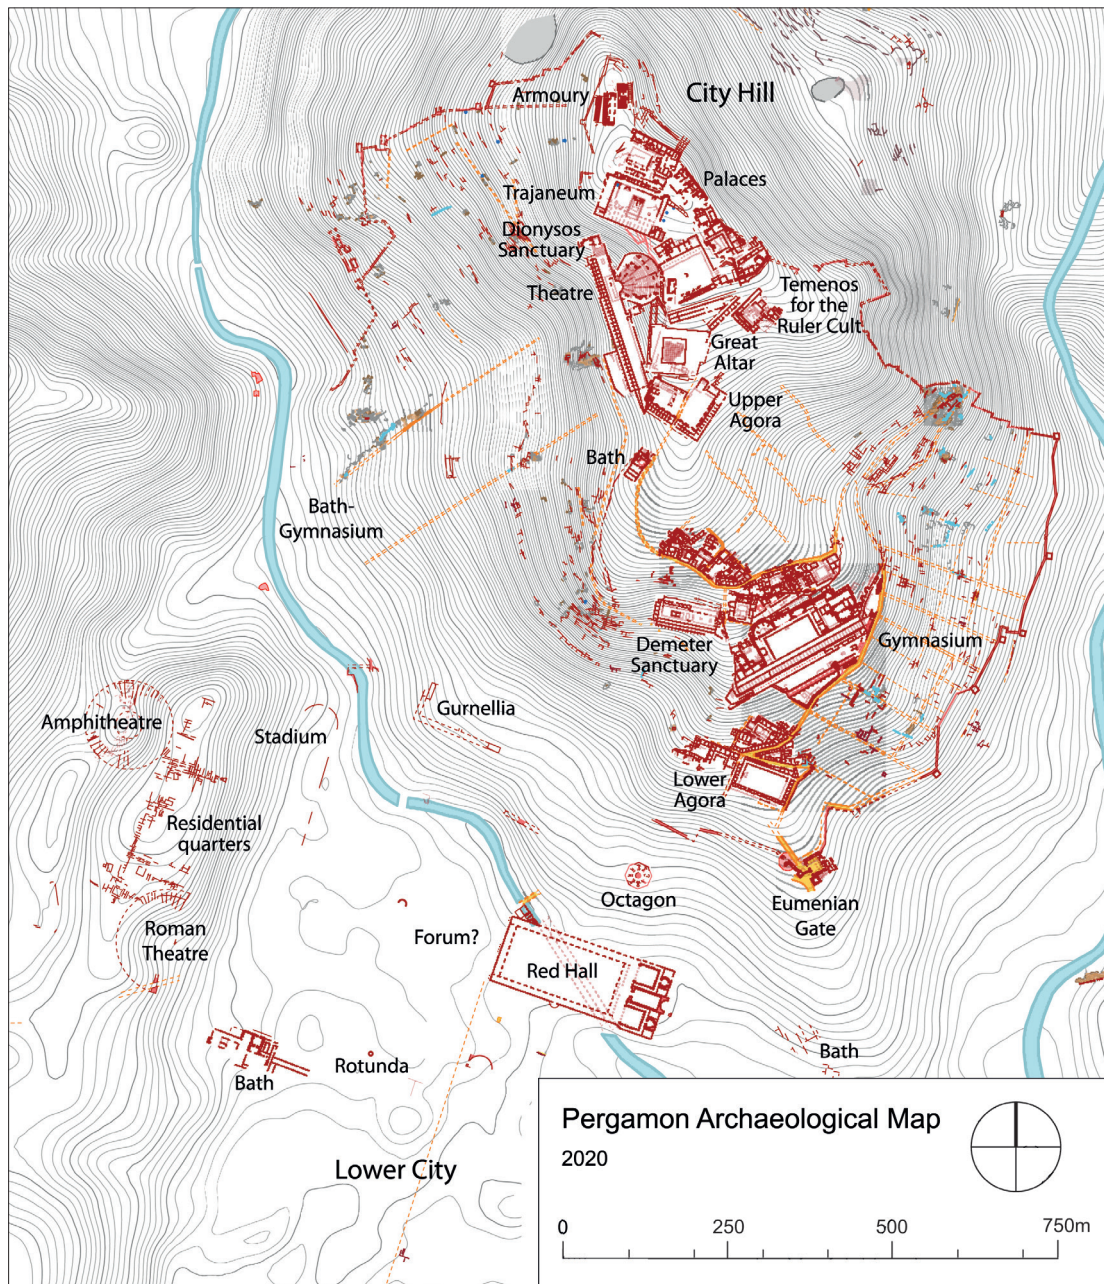 City Hill
Armoury
Palaces
Trajaneum
Dionysos
Sanctuary
Theatre
Temenos
for the
Ruler Cult
Great
Altar
Upper
Agora
Bath
Bath-
Gymnasium
Gymnasium
Demeter
Sanctuary
Gurnellia
Amphitheatre
Stadium
Lower
Agora
Residential
quarters
Octagon
Eumenian
Gate
Roman
Theatre
Forum?
Red Hall
Bath
Rotunda
Bath
Lower City
Pergamon Archaeological Map
2020
0 250 500 750m